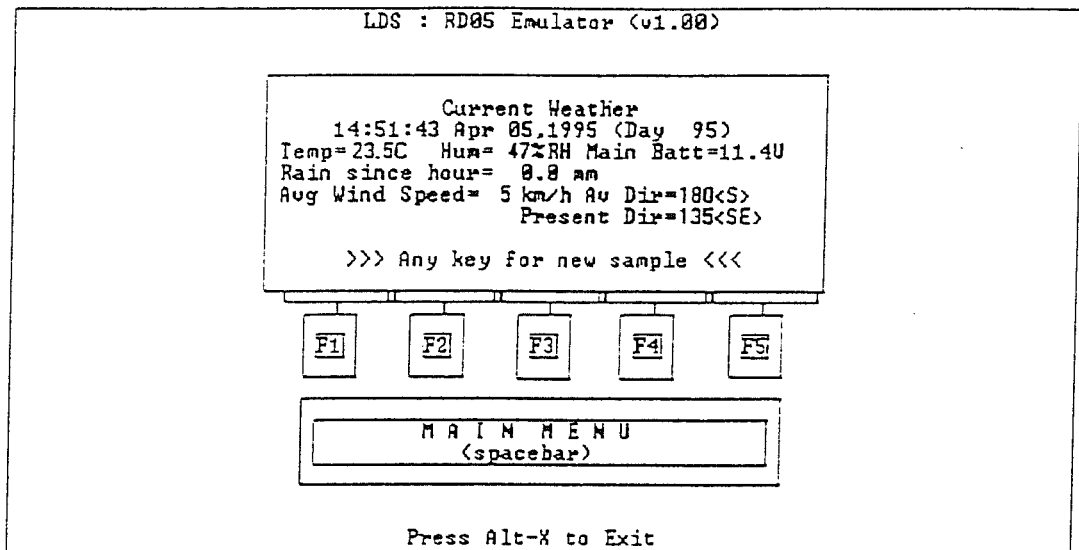 LDS : RD05 Emulator (v1.00)
Current Weather
14:51:43 Apr 05,1995 (Day 95)
Temp= 23.5C Hum= 47%RH Main Batt=11.4V
Rain since hour= 0.0 mm
Avg Wind Speed= 5 km/h Av Dir=180<S>
Present Dir=135<SE>
>>> Any key for new sample <<<
F1 F2 F3 F4 F5
M A I N M E N U
(spacebar)
Press Alt-X to Exit